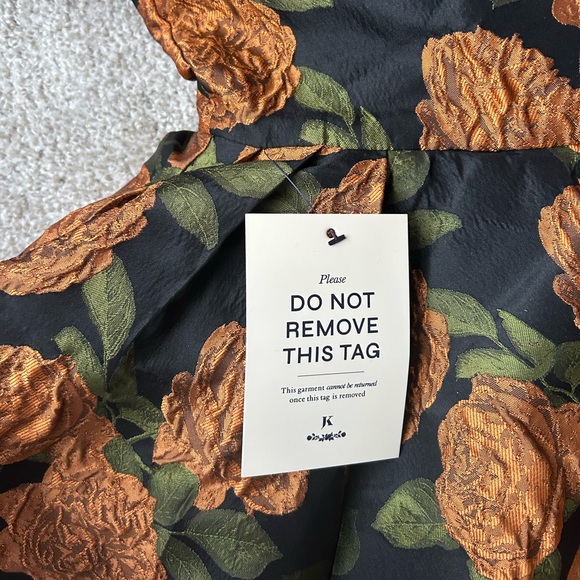 Please
DO NOT
REMOVE
THIS TAG
This garment cannot be returned
once this tag is removed
JK